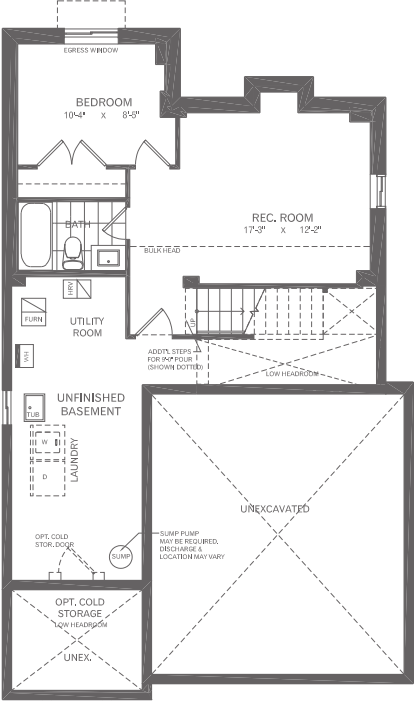 EGRESS WINDOW
BEDROOM
10'-4" X 8'-6"
REC. ROOM
17'-3" X 12'-2"
BATH
BULK HEAD
HRV
FURN
UTILITY
ROOM
UP
WH
ADDT'L STEPS
FOR 9'-0" POUR
(SHOWN DOTTED)
LOW HEADROOM
UNFINISHED
BASEMENT
TUB
W
D
LAUNDRY
UNEXCAVATED
OPT. COLD
STOR. DOOR
SUMP
SUMP PUMP
MAY BE REQUIRED.
DISCHARGE &
LOCATION MAY VARY
OPT. COLD
STORAGE
LOW HEADROOM
UNEX.